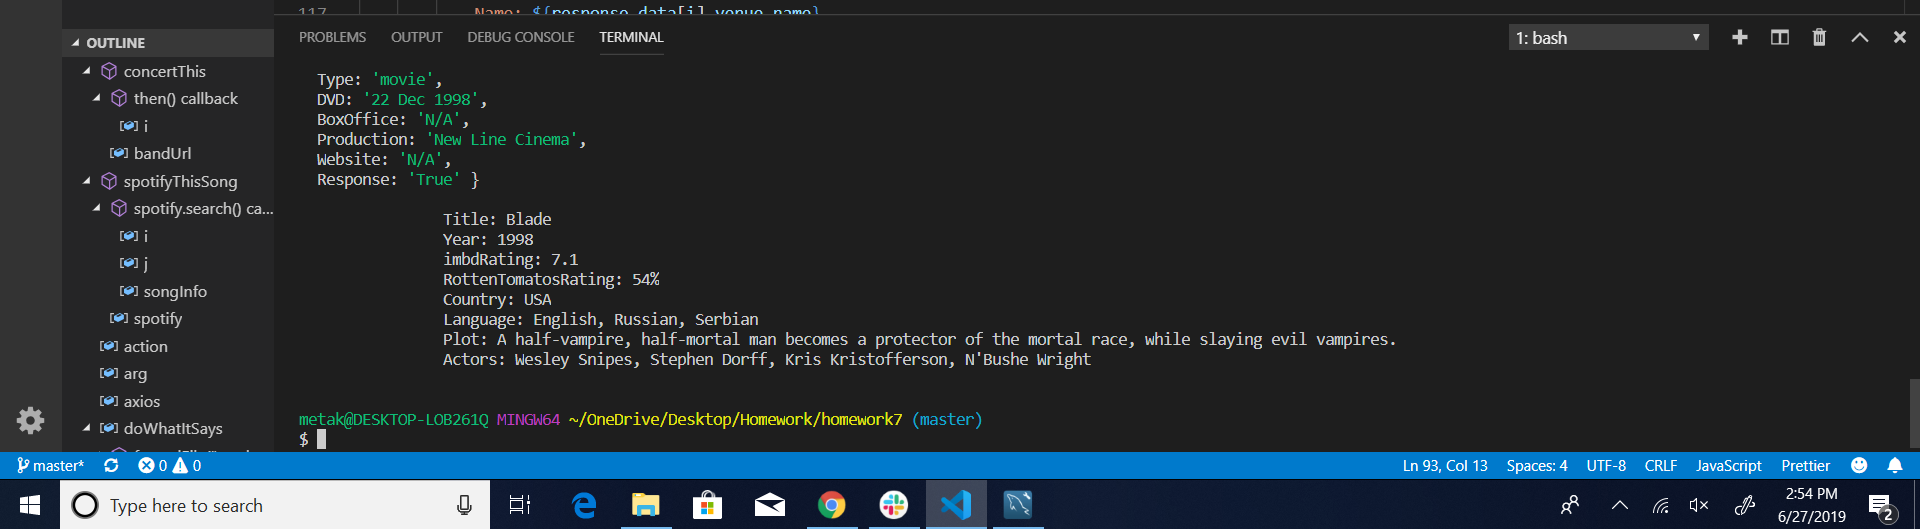 117 Name: ${response.data[i].venue.name}
OUTLINE
concertThis
then() callback
[ ] i
[ ] bandUrl
spotifyThisSong
spotify.search() ca...
[ ] i
[ ] j
[ ] songInfo
[ ] spotify
[ ] action
[ ] arg
[ ] axios
[ ] doWhatItSays
PROBLEMS OUTPUT DEBUG CONSOLE TERMINAL 1: bash
Type: 'movie',
DVD: '22 Dec 1998',
BoxOffice: 'N/A',
Production: 'New Line Cinema',
Website: 'N/A',
Response: 'True' }
Title: Blade
Year: 1998
imbdRating: 7.1
RottenTomatosRating: 54%
Country: USA
Language: English, Russian, Serbian
Plot: A half-vampire, half-mortal man becomes a protector of the mortal race, while slaying evil vampires.
Actors: Wesley Snipes, Stephen Dorff, Kris Kristofferson, N'Bushe Wright
metak@DESKTOP-LOB261Q MINGW64 ~/OneDrive/Desktop/Homework/homework7 (master)
$
master* 0 0 Ln 93, Col 13 Spaces: 4 UTF-8 CRLF JavaScript Prettier
Type here to search
2:54 PM
6/27/2019
2